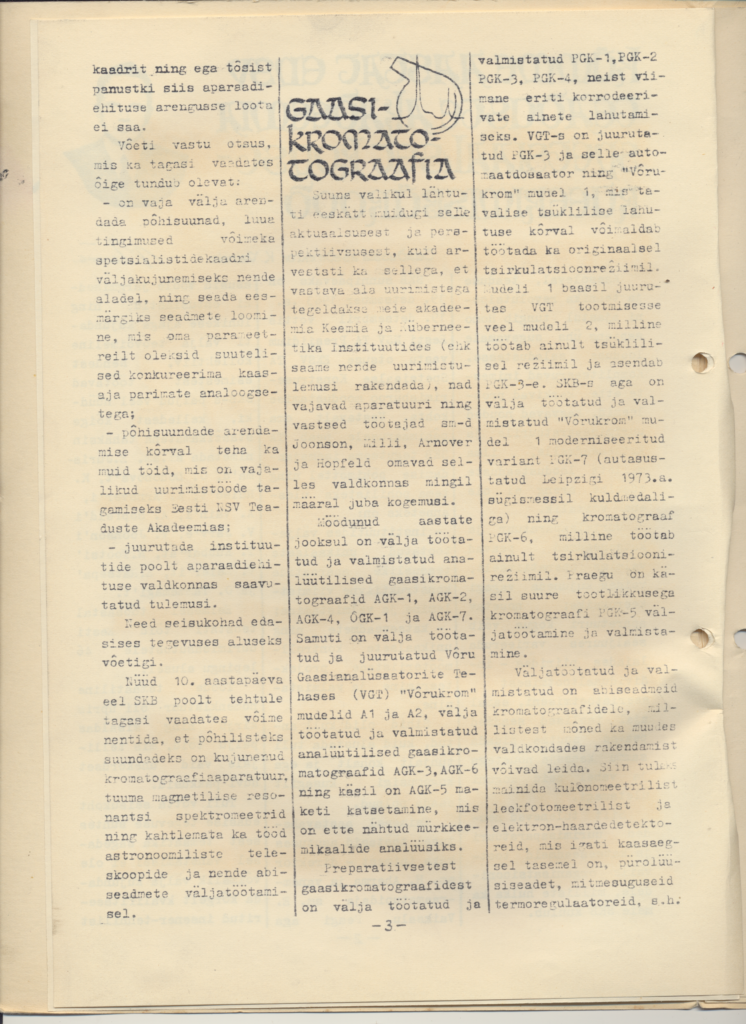 kaadrit ning ega tõsist
panustki siis aparaadi-
ehituse arengusse loota
ei saa.
Võeti vastu otsus,
mis ka tagasi vaadates
õige tundub olevat:
- on vaja välja aren-
dada põhisuunad, luua
tingimused võimeka
spetsialistidekaadri
väljakujunemiseks nende
aladel, ning seada ees-
märgiks seadmete loomi-
ne, mis oma parameet-
reilt oleksid suuteli-
sed konkureerima kaas-
aja parimate analoogse-
tega;
- põhisuundade arenda-
mise kõrval teha ka
muid töid, mis on vaja-
likud uurimistööde ta-
gamiseks Eesti NSV Tea-
duste Akadeemias;
- juurutada instituu-
tide poolt aparaadiehi-
tuse valdkonnas saavu-
tatud tulemusi.
Need seisukohad eda-
sises tegevuses aluseks
võetigi.
Nüüd 10. aastapäeva
eel SKB poolt tehtule
tagasi vaadates võime
nentida, et põhilisteks
suundadeks on kujunenud
kromatograafiaaparatuur,
tuuma magnetilise reso-
nantsi spektromeetrid
ning kahtlemata ka tööd
astronoomiliste tele-
skoopide ja nende abi-
seadmete väljatöötami-
sel.
GAASI-
KROMATO-
TOGRAAFIA
Suuna valikul lähtu-
ti eeskätt muidugi selle
aktuaalsusest ja pers-
pektiivsusest, kuid ar-
vestati ka sellega, et
vastava ala uurimistega
tegeldakse meie akadee-
mia Keemia ja Kübernee-
tika Instituutides (ehk
saame nende uurimistu-
lemusi rakendada), nad
vajavad aparatuuri ning
vastsed töötajad sm-d
Joonson, Milli, Arnover
ja Hopfeld omavad sel-
les valdkonnas mingil
määral juba kogemusi.
Möödunud aastate
jooksul on välja tööta-
tud ja valmistatud ana-
lüütilised gaasikroma-
tograafid AGK-1, AGK-2,
AGK-4, ÕGK-1 ja AGK-7.
Samuti on välja tööta-
tud ja juurutatud Võru
Gaasianalüsaatorite Te-
hases (VGT) "Võrukrom"
mudelid A1 ja A2, välja
töötatud ja valmistatud
analüütilised gaasikro-
matograafid AGK-3,AGK-6
ning käsil on AGK-5 ma-
keti katsetamine, mis
on ette nähtud mürkkee-
mikaalide analüüsiks.
Preparatiivsetest
gaasikromatograafidest
on välja töötatud ja
valmistatud PGK-1,PGK-2
PGK-3, PGK-4, neist vii-
mane eriti korrodeeri-
vate ainete lahutami-
seks. VGT-s on juuruta-
tud PGK-3 ja selle auto-
maatdosaator ning "Võru-
krom" mudel 1, mis ta-
valise tsüklilise lahu-
tuse kõrval võimaldab
töötada ka originaalsel
tsirkulatsioonrežiimil.
Mudeli 1 baasil juuru-
tas VGT tootmisesse
veel mudeli 2, milline
töötab ainult tsüklili-
sel režiimil ja asendab
PGK-3-e. SKB-s aga on
välja töötatud ja val-
mistatud "Võrukrom" mu-
del 1 moderniseeritud
variant PGK-7 (autasus-
tatud Leipzigi 1973.a.
sügismessil kuldmedali-
ga) ning kromatograaf
PGK-6, milline töötab
ainult tsirkulatsiooni-
režiimil. Praegu on kä-
sil suure tootlikkusega
kromatograafi PGK-5 väl-
jatöötamine ja valmista-
mine.
Väljatöötatud ja val-
mistatud on abiseadmeid
kromatograafidele, mil-
listest mõned ka muudes
valdkondades rakendamist
võivad leida. Siin tuleks
mainida kulonomeetrilist
leekfotomeetrilist ja
elektron-haardedetekto-
reid, mis igati kaasaeg-
sel tasemel on, pürolüü-
siseadet, mitmesuguseid
termoregulaatoreid, s.h.
-3-